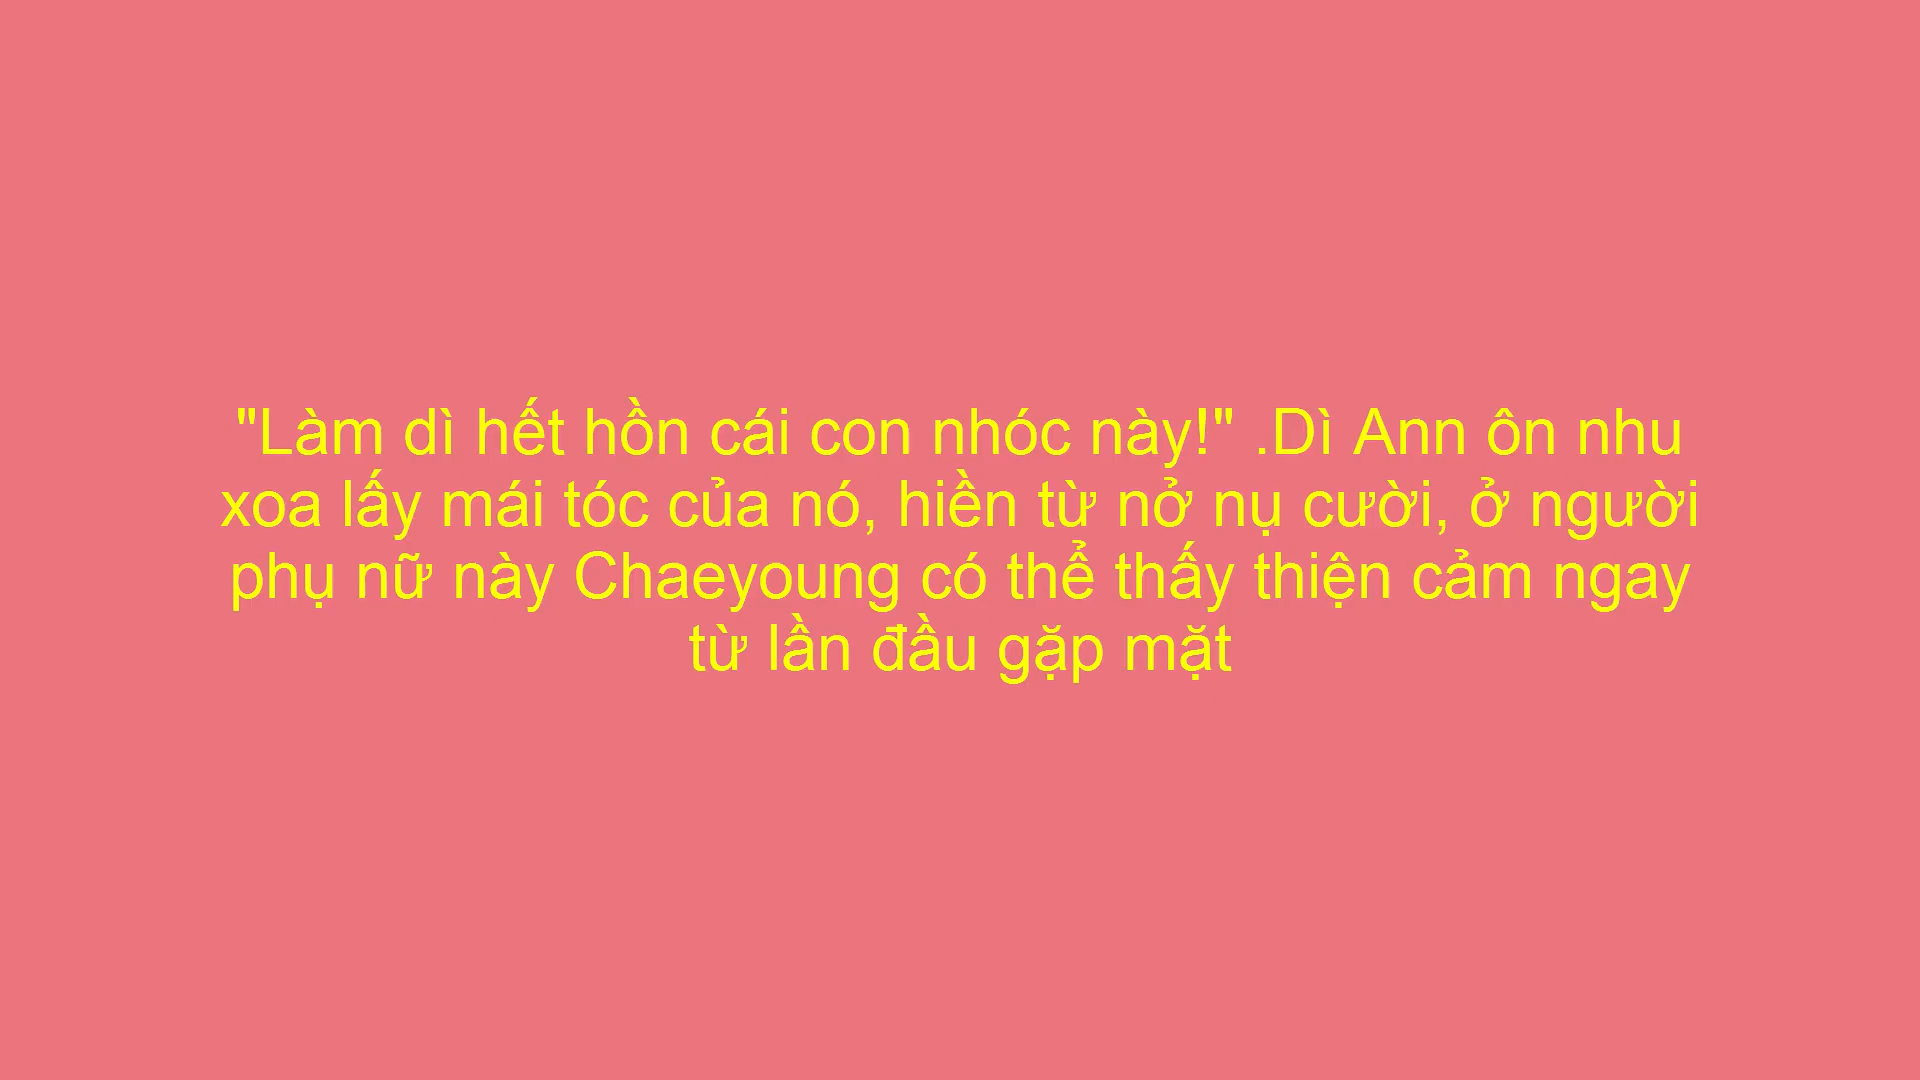 "Làm dì hết hồn cái con nhóc này!" .Dì Ann ôn nhu
xoa lấy mái tóc của nó, hiền từ nở nụ cười, ở người
phụ nữ này Chaeyoung có thể thấy thiện cảm ngay
từ lần đầu gặp mặt